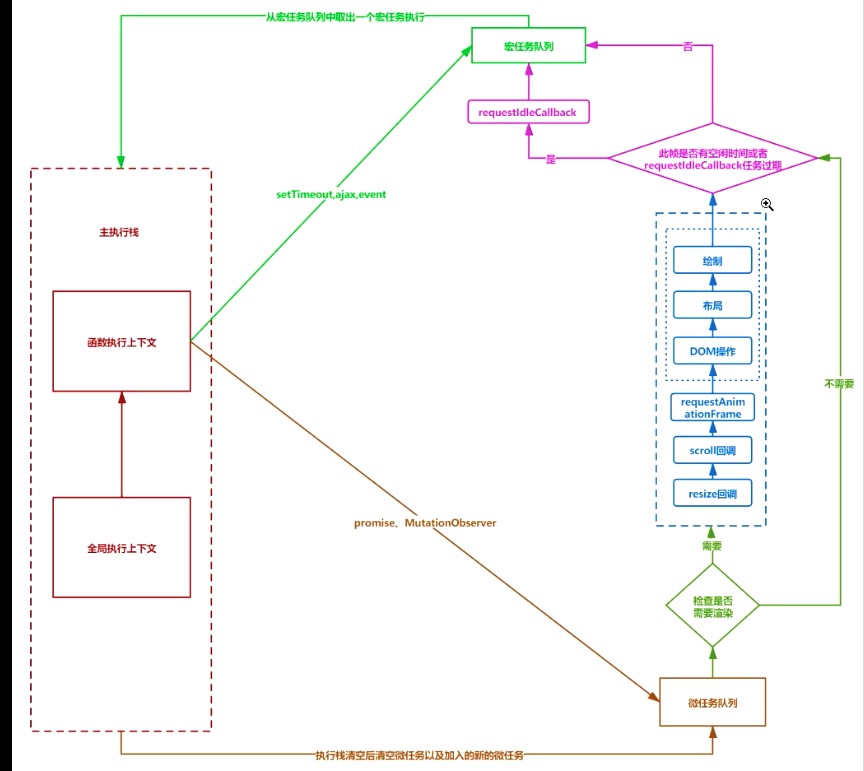 从宏任务队列中取出一个宏任务执行
宏任务队列
否
requestIdleCallback
是
此帧是否有空闲时间或者
requestIdleCallback任务过期
setTimeout,ajax,event
主执行栈
函数执行上下文
全局执行上下文
绘制
布局
DOM操作
requestAnim
ationFrame
scroll回调
resize回调
不需要
promise、MutationObserver
需要
检查是否
需要渲染
微任务队列
执行栈清空后清空微任务以及加入的新的微任务